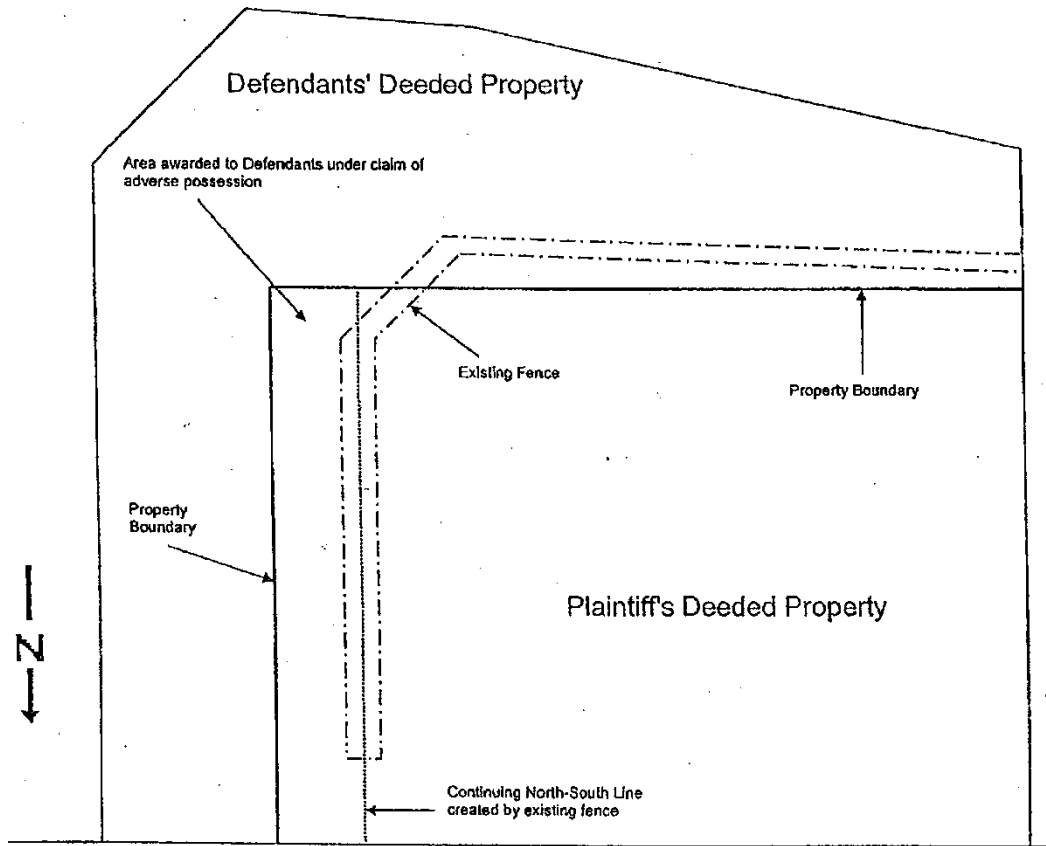 Defendants' Deeded Property
Area awarded to Defendants under claim of
adverse possession
Existing Fence
Property Boundary
Property
Boundary
Plaintiff's Deeded Property
Z
Continuing North-South Line
created by existing fence